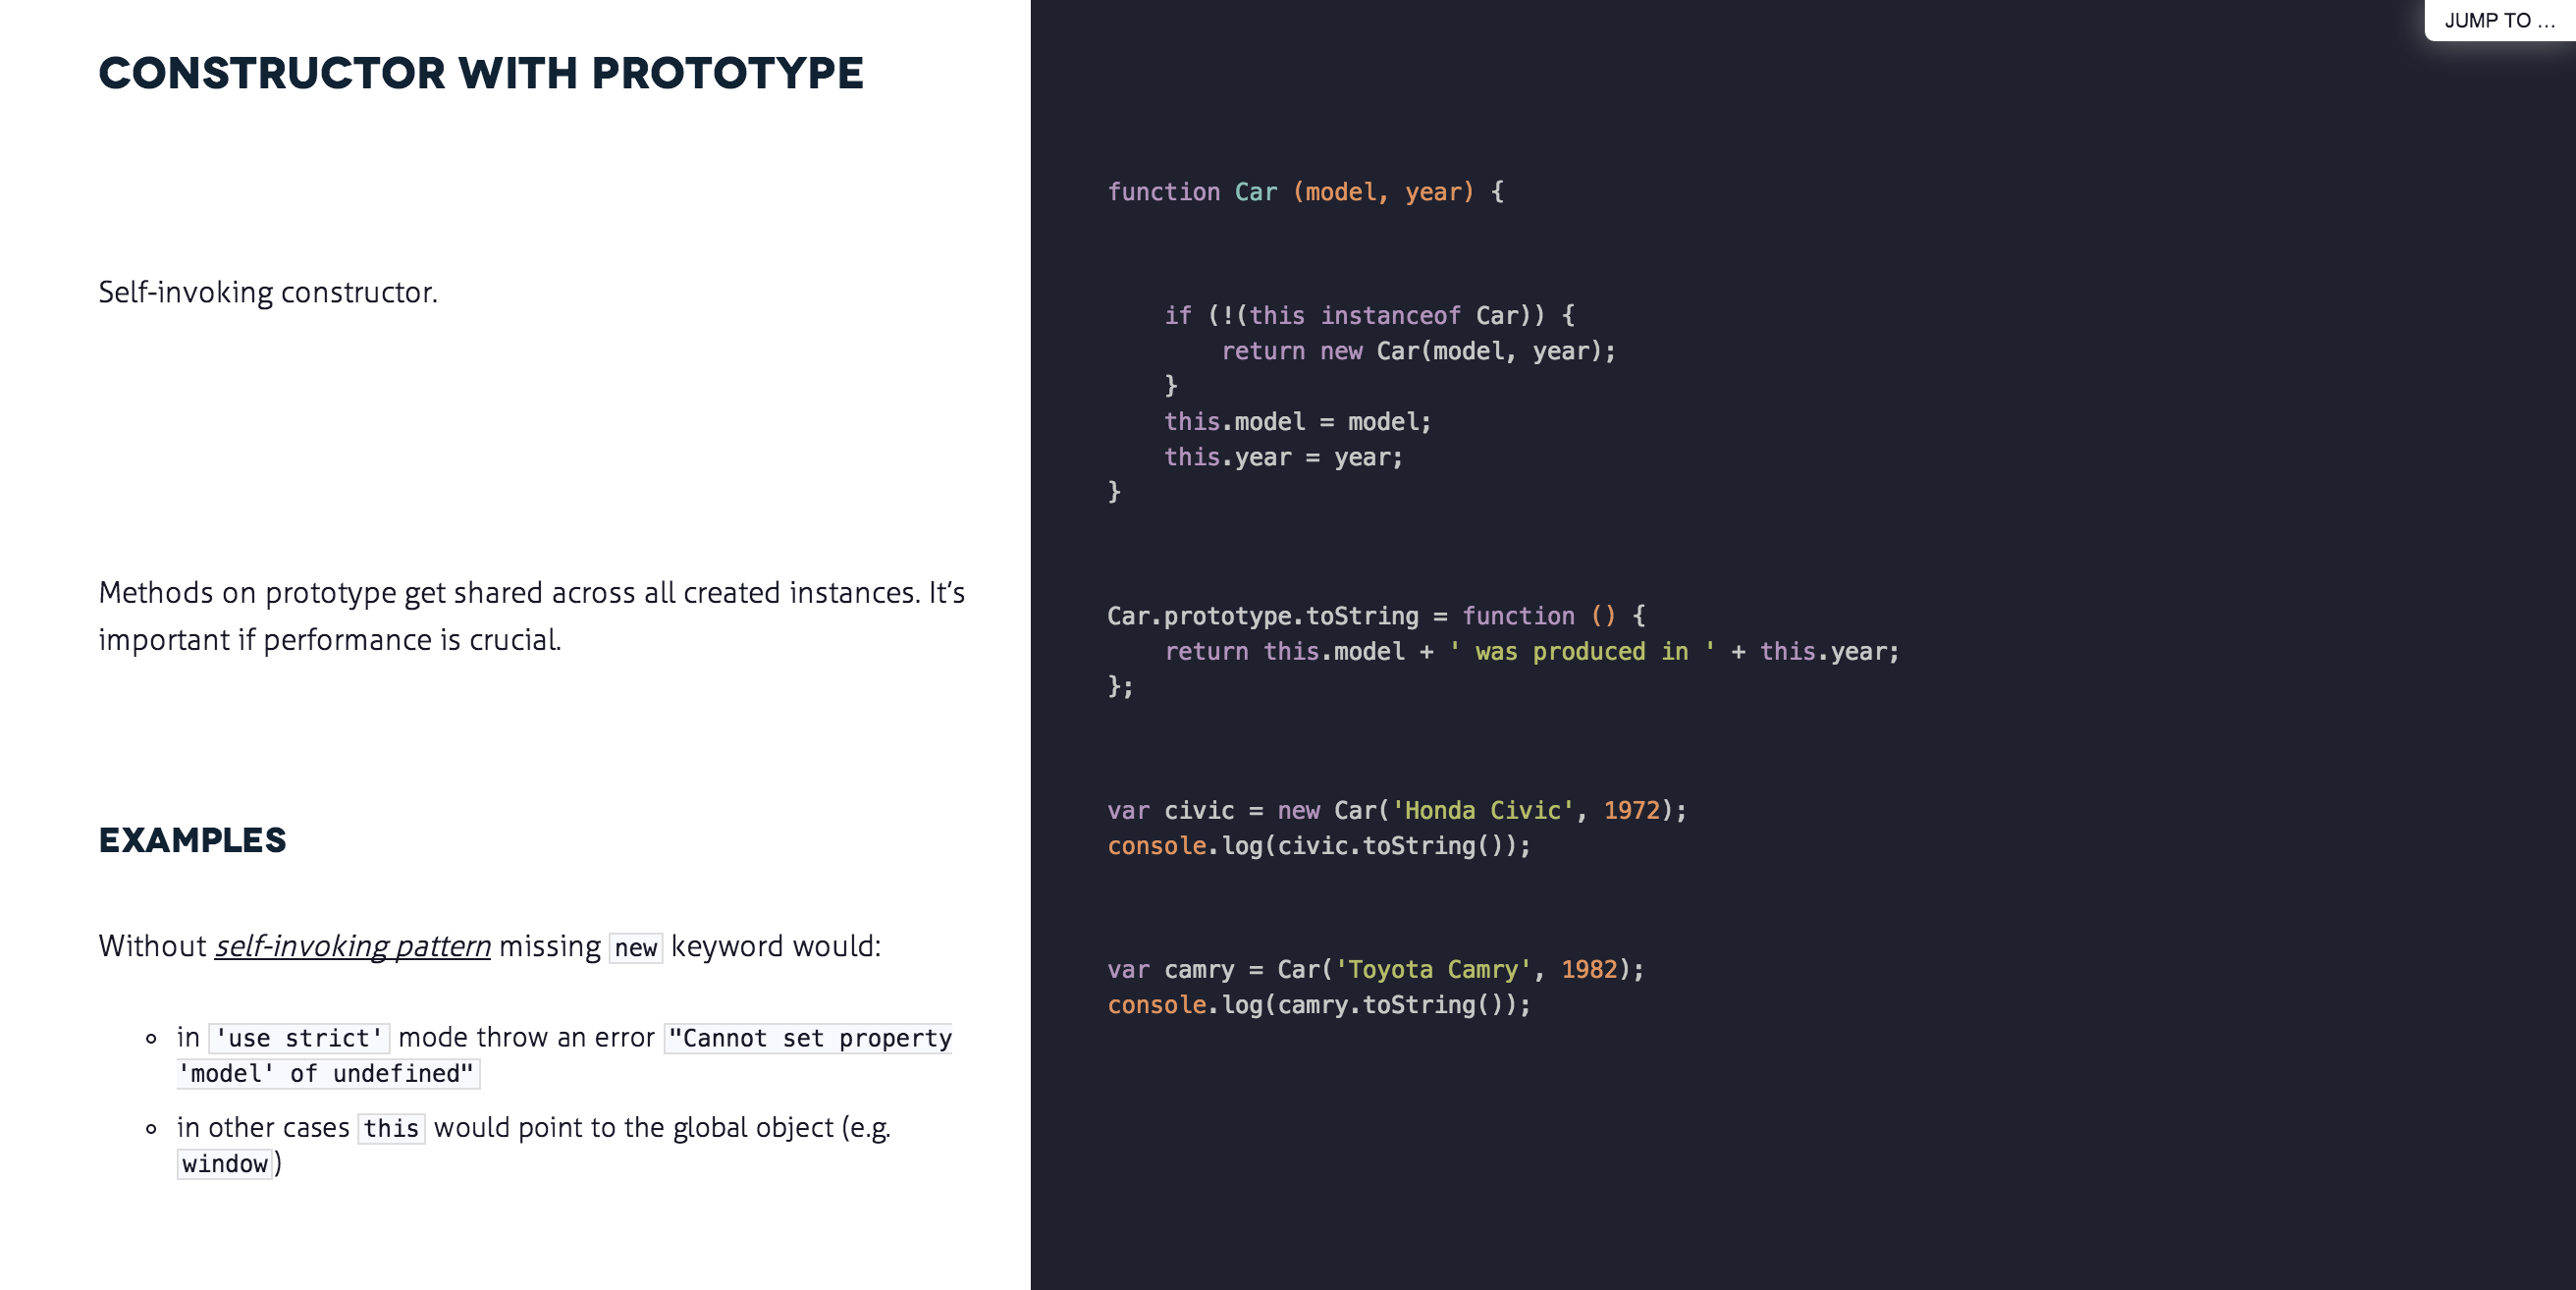 JUMP TO ...
CONSTRUCTOR WITH PROTOTYPE
function Car (model, year) {
Self-invoking constructor.
if (!(this instanceof Car)) {
return new Car(model, year);
}
this.model = model;
this.year = year;
}
Methods on prototype get shared across all created instances. It's
important if performance is crucial.
Car.prototype.toString = function () {
return this.model + ' was produced in ' + this.year;
};
EXAMPLES
var civic = new Car('Honda Civic', 1972);
console.log(civic.toString());
Without self-invoking pattern missing new keyword would:
in 'use strict' mode throw an error "Cannot set property
'model' of undefined"
in other cases this would point to the global object (e.g.
window)
var camry = Car('Toyota Camry', 1982);
console.log(camry.toString());